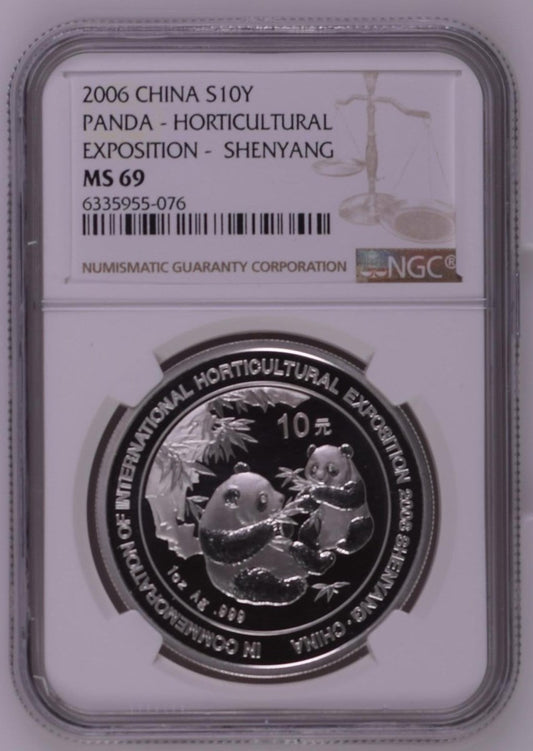 2006 CHINA S10Y
PANDA - HORTICULTURAL
EXPOSITION - SHENYANG
MS 69
6335955-076
NUMISMATIC GUARANTY CORPORATION
NGC®
IN COMMEMORATION OF INTERNATIONAL HORTICULTURAL EXPOSITION 2006 SHENYANG · CHINA
10元
1oz Ag .999